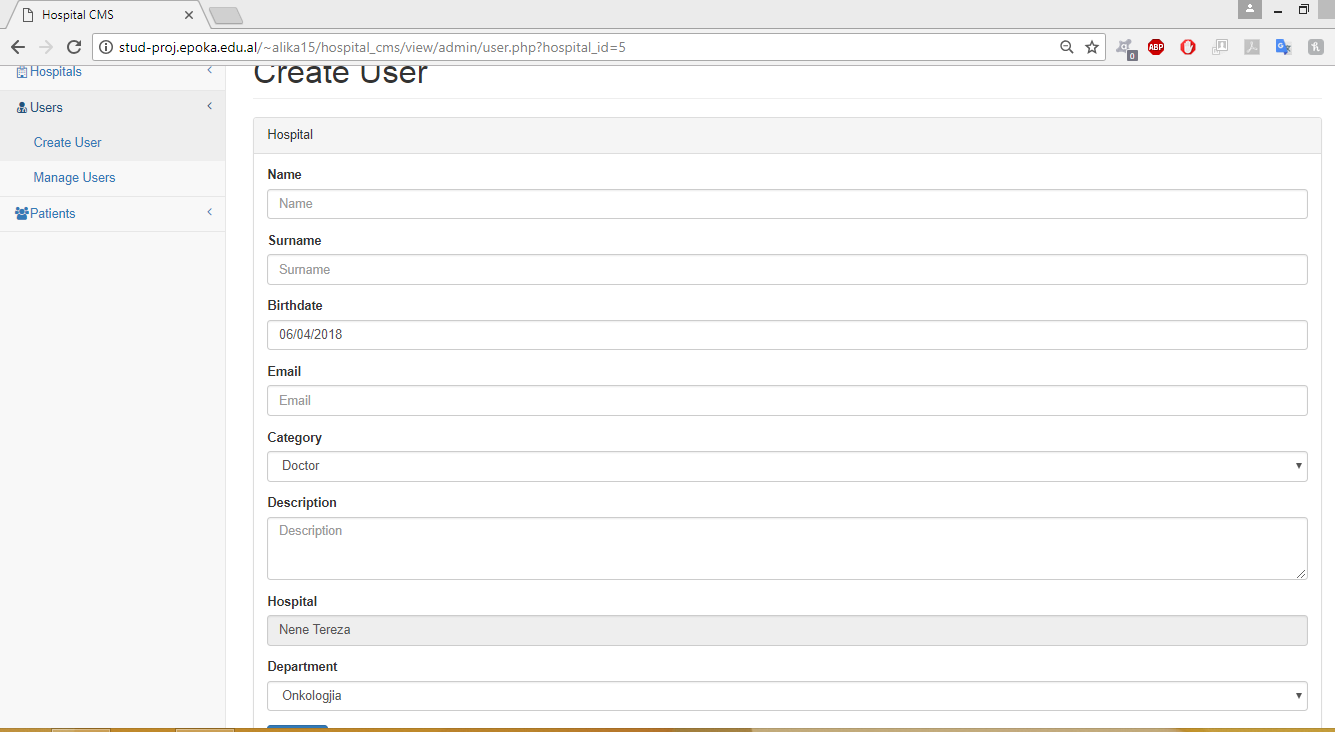 Hospital CMS
stud-proj.epoka.edu.al/~alika15/hospital_cms/view/admin/user.php?hospital_id=5
0
ABP
Hospitals
Users
Create User
Manage Users
Patients
Create User
Hospital
Name
Name
Surname
Surname
Birthdate
06/04/2018
Email
Email
Category
Doctor
Description
Description
Hospital
Nene Tereza
Department
Onkologjia